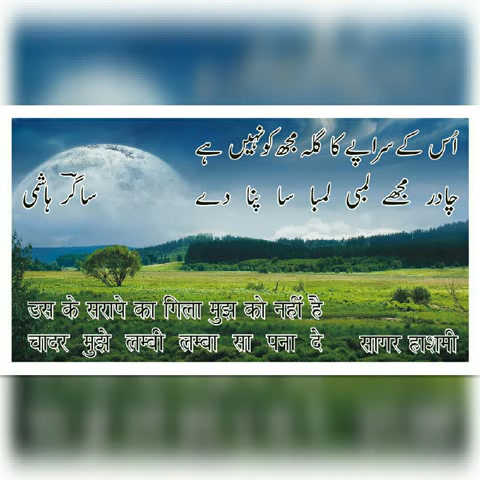 اُس کے سراپے کا گلہ مجھ کو نہیں ہے
چادر مجھے لمبی لمبا سا پنا دے
ساگر ہاشمی
उस के सरापे का गिला मुझ को नहीं है
चादर मुझे लम्बी लम्बा सा पना दे
सागर हाशमी